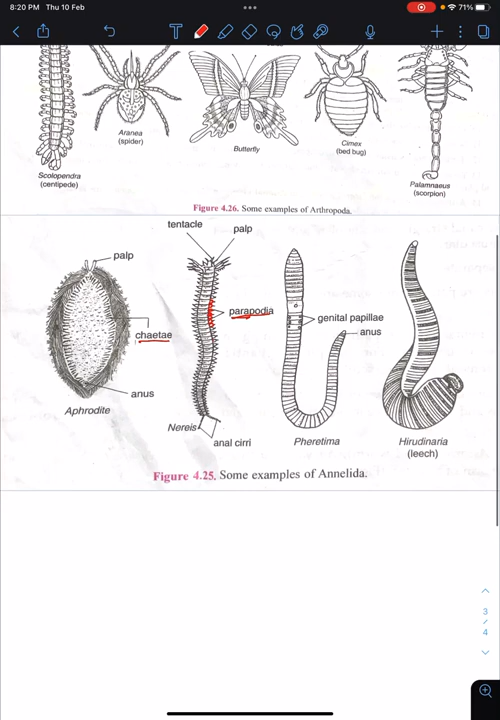 8:20 PM Thu 10 Feb
71%
T
Aranea
(spider)
Butterfly
Cimex
(bed bug)
Scolopendra
(centipede)
Palamnaeus
(scorpion)
Figure 4.26. Some examples of Arthropoda.
tentacle
palp
palp
parapodia
genital papillae
chaetae
anus
anus
Aphrodite
Nereis
anal cirri
Pheretima
Hirudinaria
(leech)
Figure 4.25. Some examples of Annelida.
3
/
4